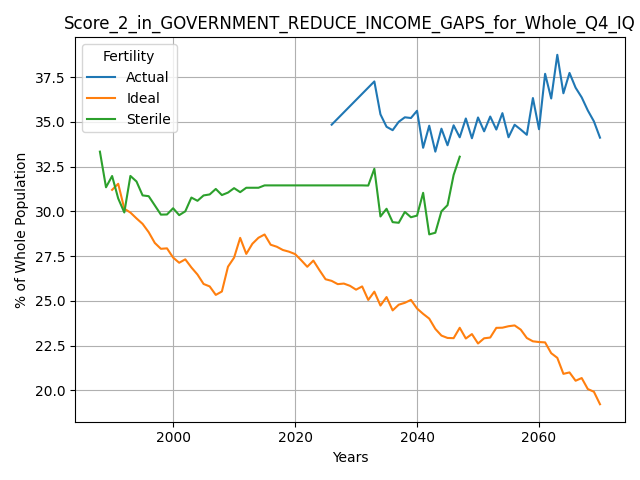 Score_2_in_GOVERNMENT_REDUCE_INCOME_GAPS_for_Whole_Q4_IQ
Fertility
Actual
Ideal
Sterile
% of Whole Population
37.5
35.0
32.5
30.0
27.5
25.0
22.5
20.0
2000 2020 2040 2060
Years